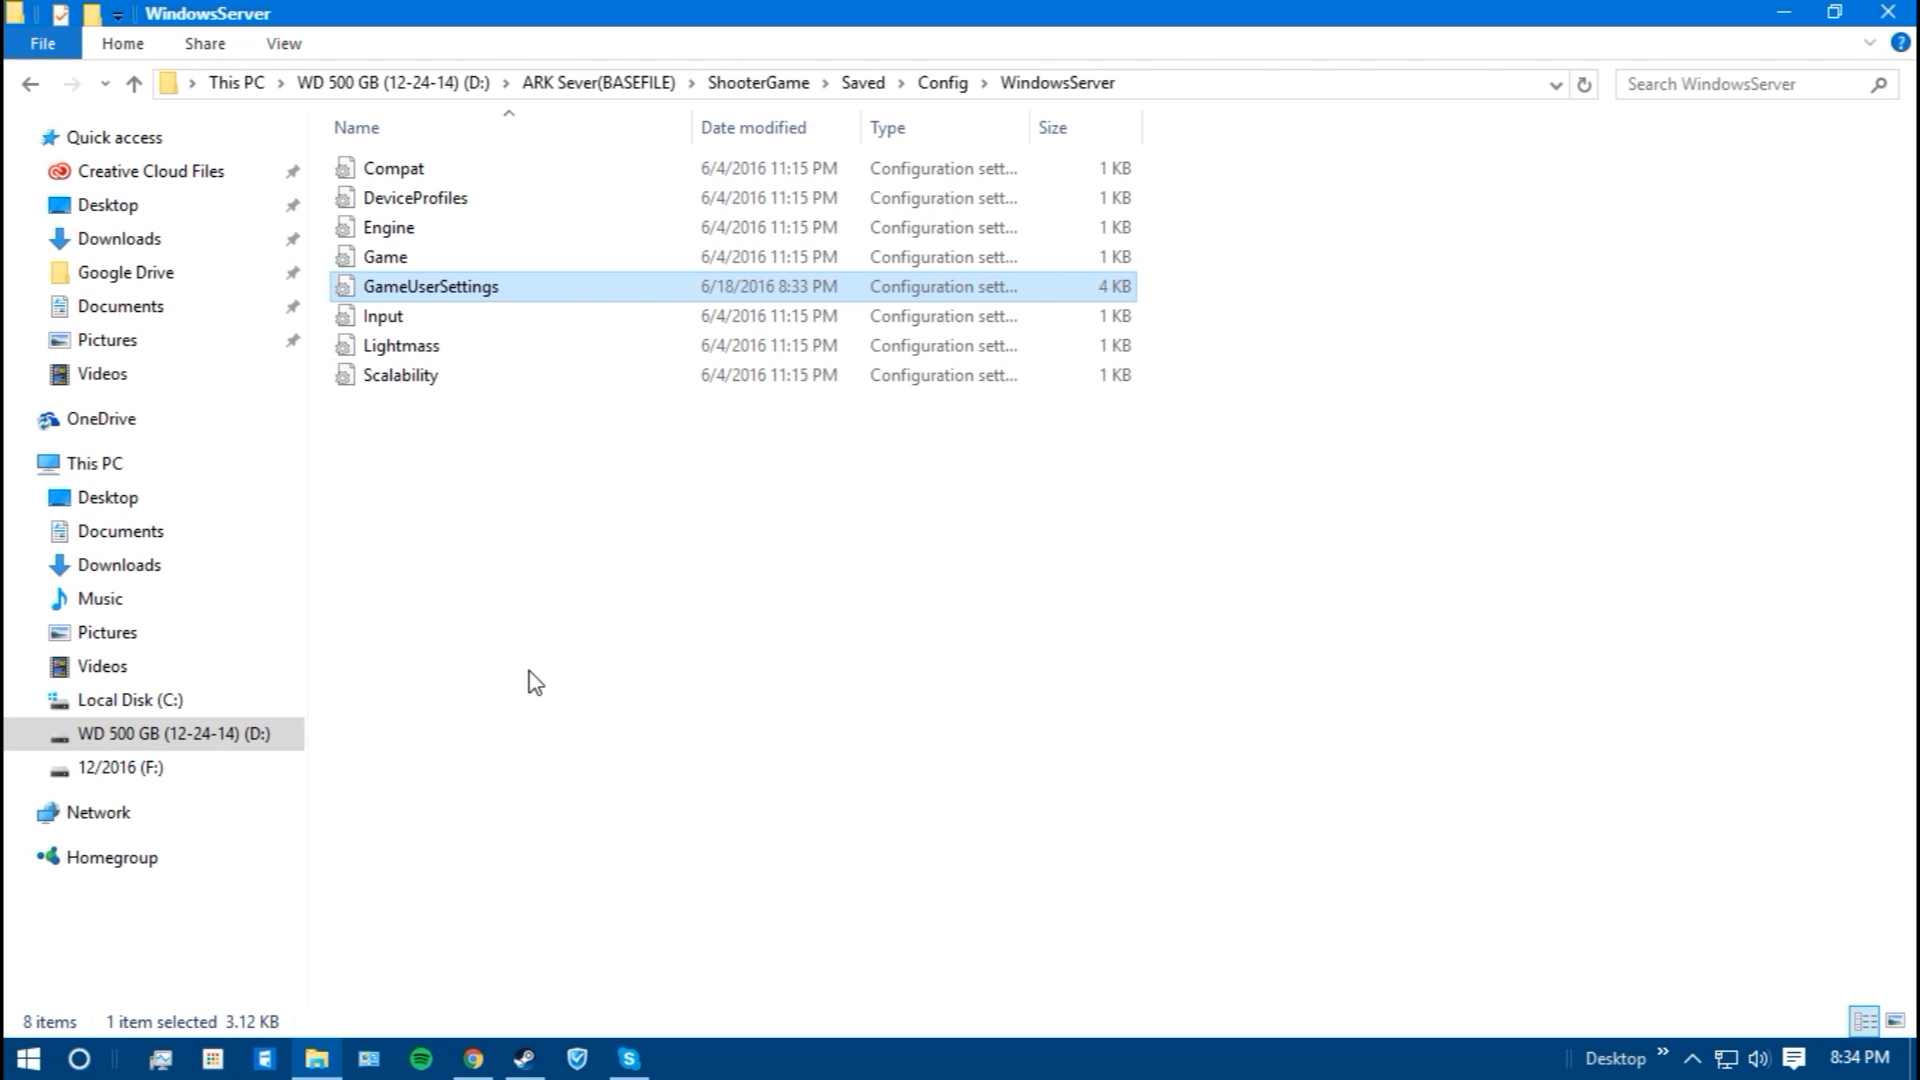 WindowsServer
File Home Share View
This PC WD 500 GB (12-24-14) (D:) ARK Sever(BASEFILE) ShooterGame Saved Config WindowsServer Search WindowsServer
Name Date modified Type Size
Quick access
Creative Cloud Files
Desktop
Downloads
Google Drive
Documents
Pictures
Videos
OneDrive
This PC
Desktop
Documents
Downloads
Music
Pictures
Videos
Local Disk (C:)
WD 500 GB (12-24-14) (D:)
12/2016 (F:)
Network
Homegroup
Compat 6/4/2016 11:15 PM Configuration sett... 1 KB
DeviceProfiles 6/4/2016 11:15 PM Configuration sett... 1 KB
Engine 6/4/2016 11:15 PM Configuration sett... 1 KB
Game 6/4/2016 11:15 PM Configuration sett... 1 KB
GameUserSettings 6/18/2016 8:33 PM Configuration sett... 4 KB
Input 6/4/2016 11:15 PM Configuration sett... 1 KB
Lightmass 6/4/2016 11:15 PM Configuration sett... 1 KB
Scalability 6/4/2016 11:15 PM Configuration sett... 1 KB
8 items 1 item selected 3.12 KB
Desktop 8:34 PM